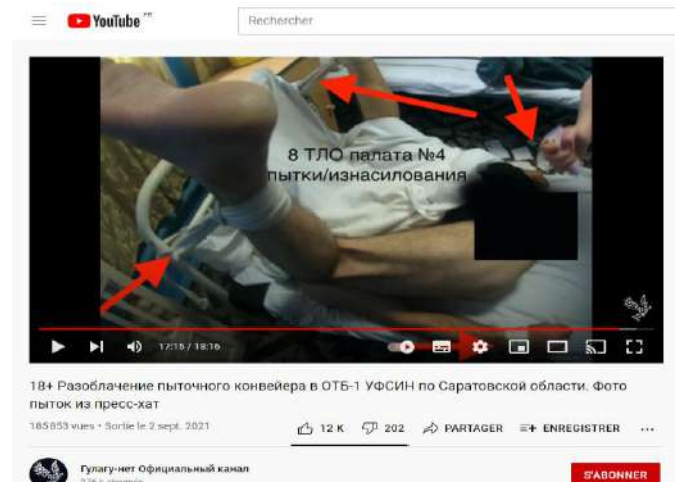 YouTube FR
Rechercher
8 ТЛО палата №4
пытки/изнасилования
17:15 / 18:16
18+ Разоблачение пыточного конвейера в ОТБ-1 УФСИН по Саратовской области. Фото
пыток из пресс-хат
185 853 vues • Sortie le 2 sept. 2021
12 K
202
PARTAGER
ENREGISTRER
Гулагу-нет Официальный канал
S'ABONNER